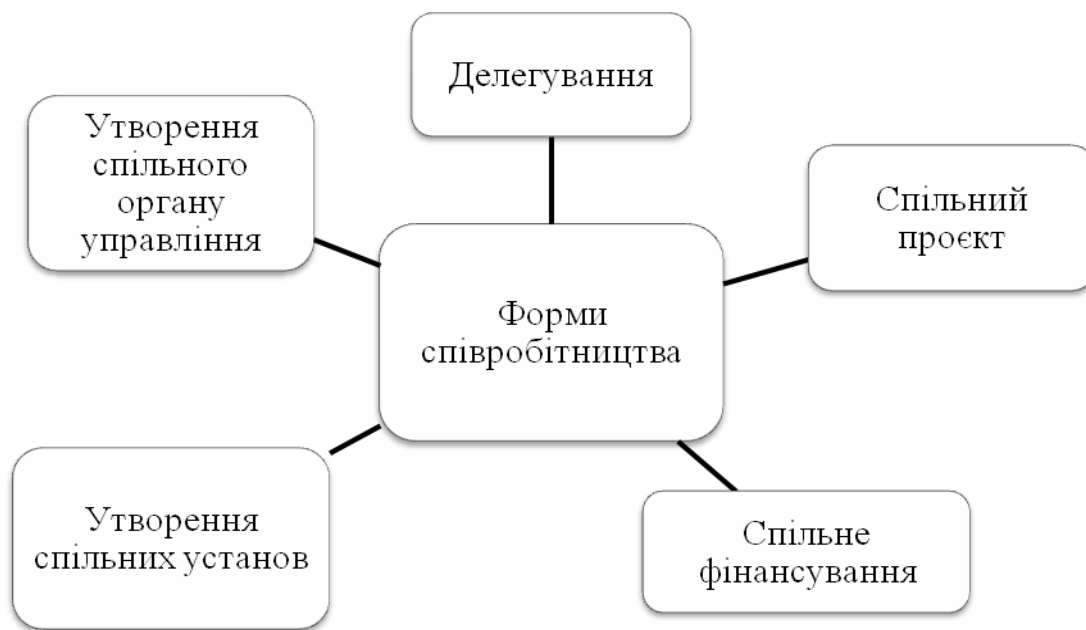 Делегування
Утворення
спільного
органу
управління
Спільний
проєкт
Форми
співробітництва
Утворення
спільних установ
Спільне
фінансування